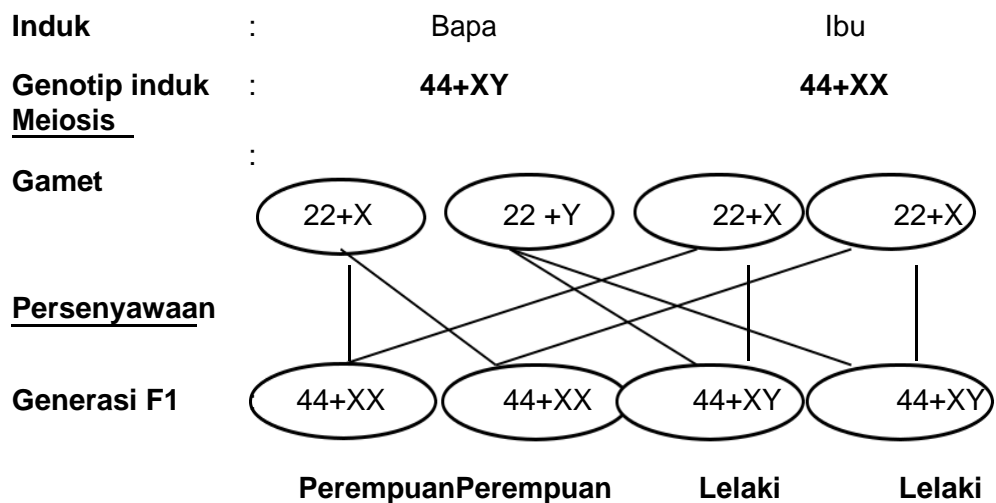 Induk : Bapa Ibu
Genotip induk : 44+XY 44+XX
Meiosis
:
Gamet
22+X 22 +Y 22+X 22+X
Persenyawaan
Generasi F1 44+XX 44+XX 44+XY 44+XY
PerempuanPerempuan Lelaki Lelaki